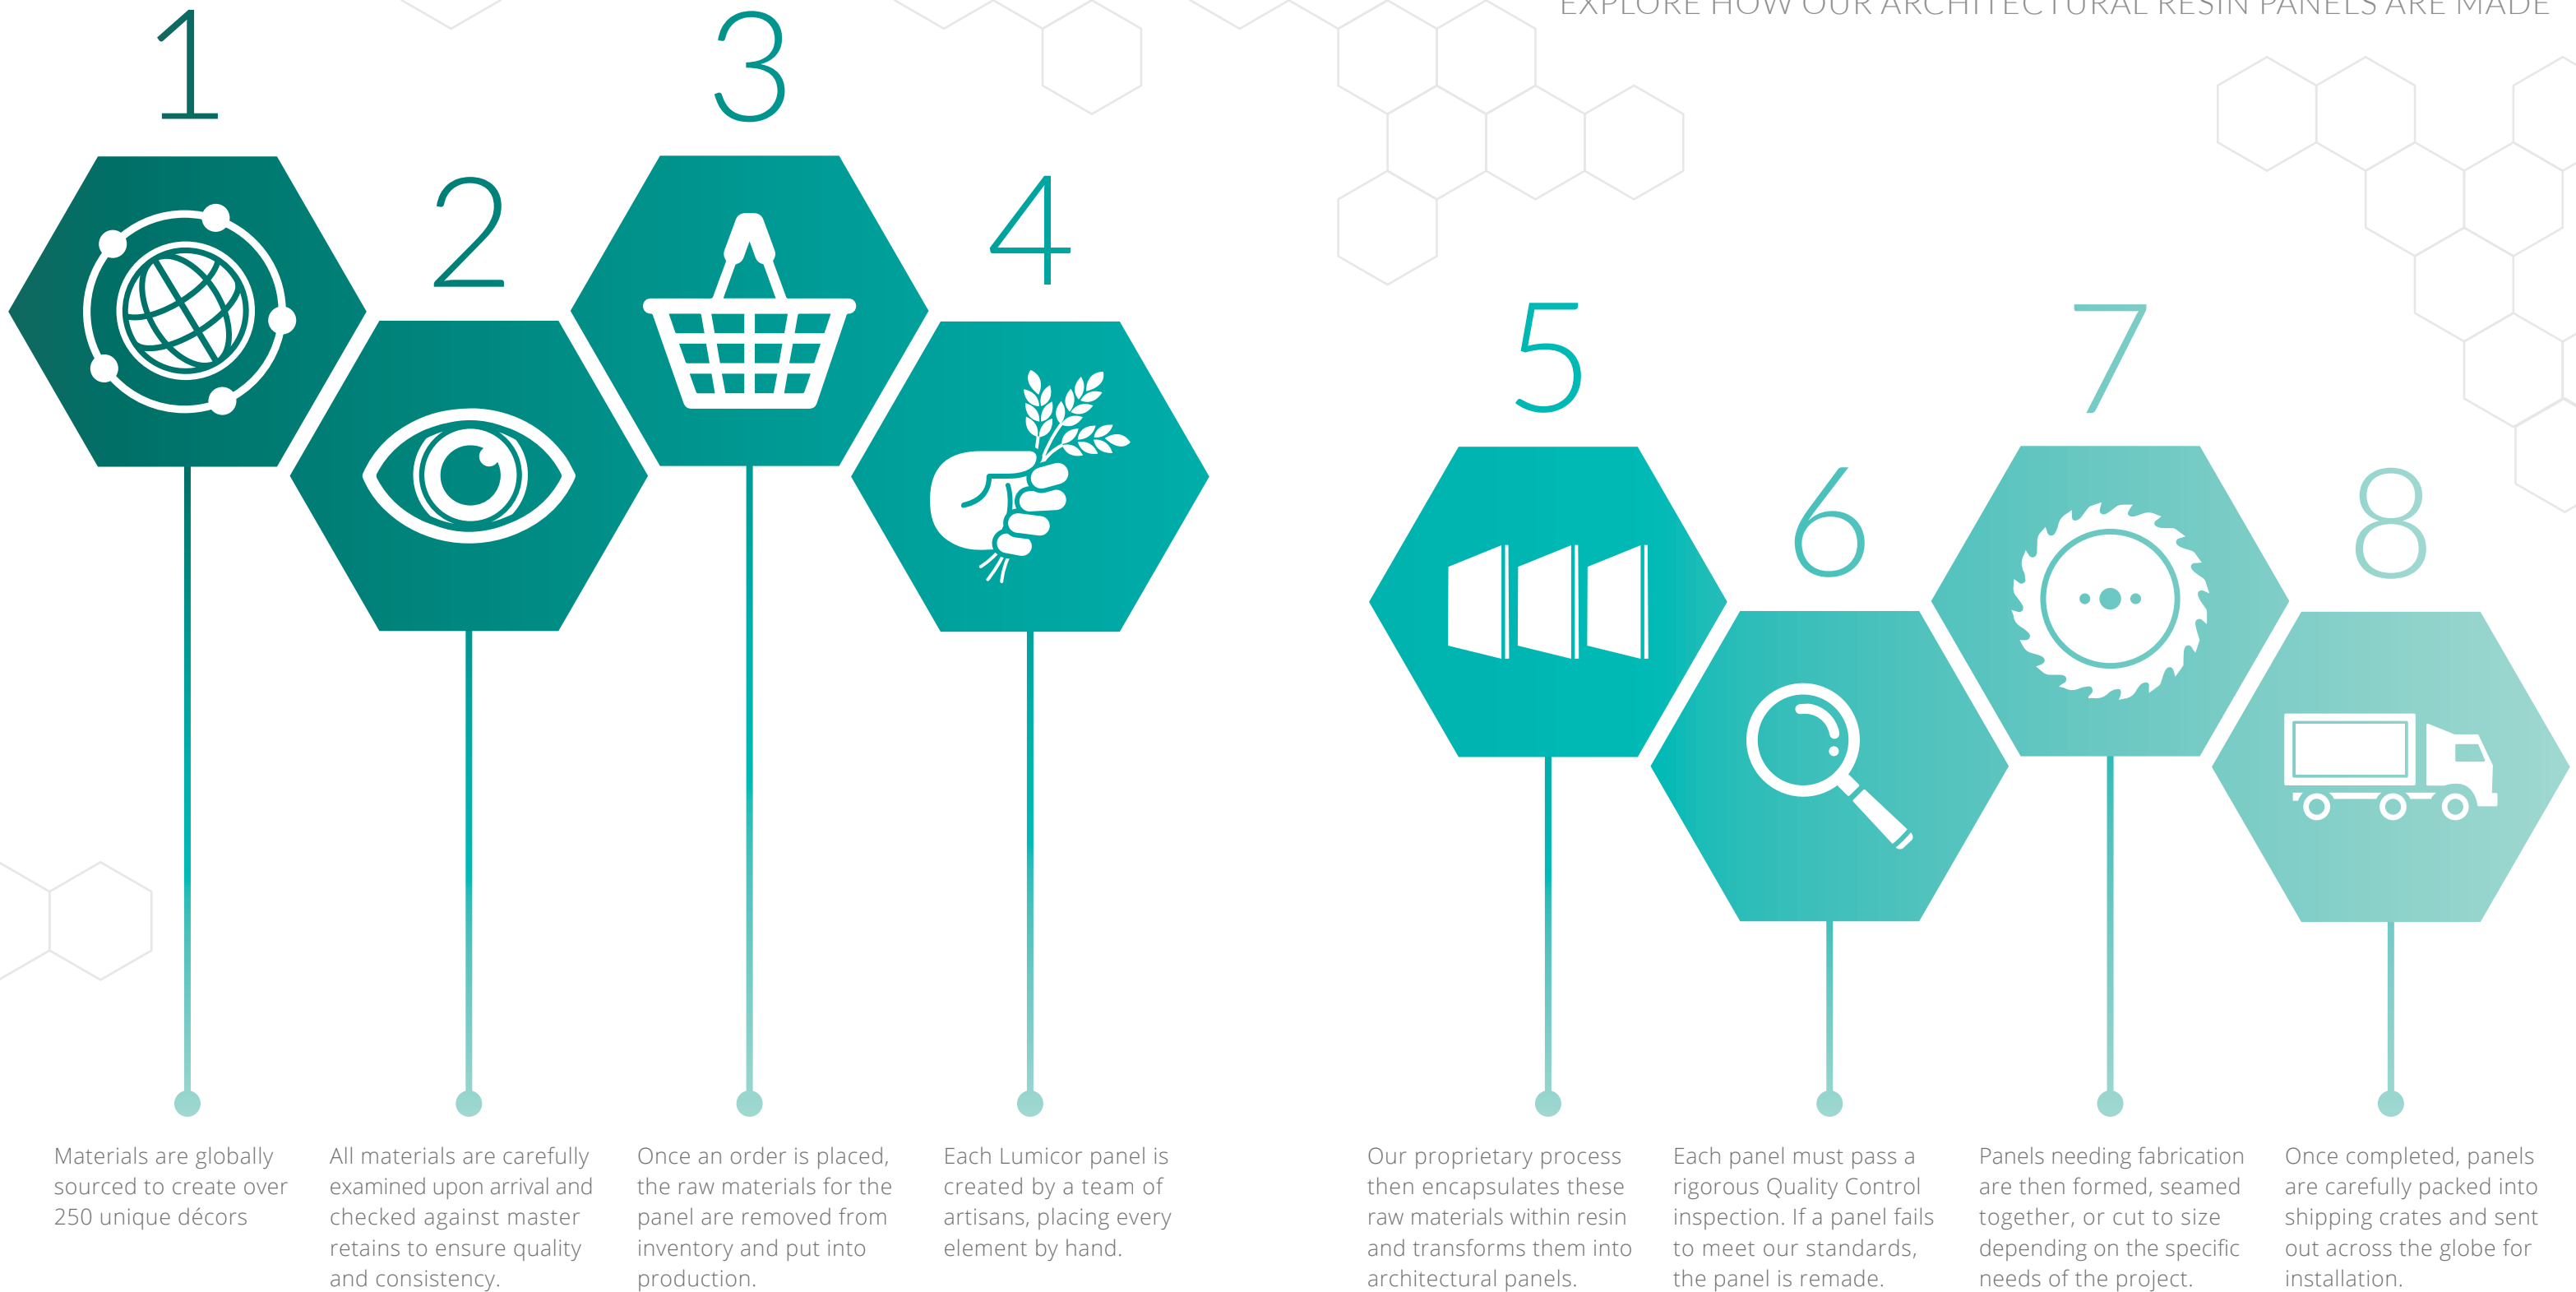 EXPLORE HOW OUR ARCHITECTURAL RESIN PANELS ARE MADE
1
2
3
4
5
6
7
8
Materials are globally
sourced to create over
250 unique décors
All materials are carefully
examined upon arrival and
checked against master
retains to ensure quality
and consistency.
Once an order is placed,
the raw materials for the
panel are removed from
inventory and put into
production.
Each Lumicor panel is
created by a team of
artisans, placing every
element by hand.
Our proprietary process
then encapsulates these
raw materials within resin
and transforms them into
architectural panels.
Each panel must pass a
rigorous Quality Control
inspection. If a panel fails
to meet our standards,
the panel is remade.
Panels needing fabrication
are then formed, seamed
together, or cut to size
depending on the specific
needs of the project.
Once completed, panels
are carefully packed into
shipping crates and sent
out across the globe for
installation.